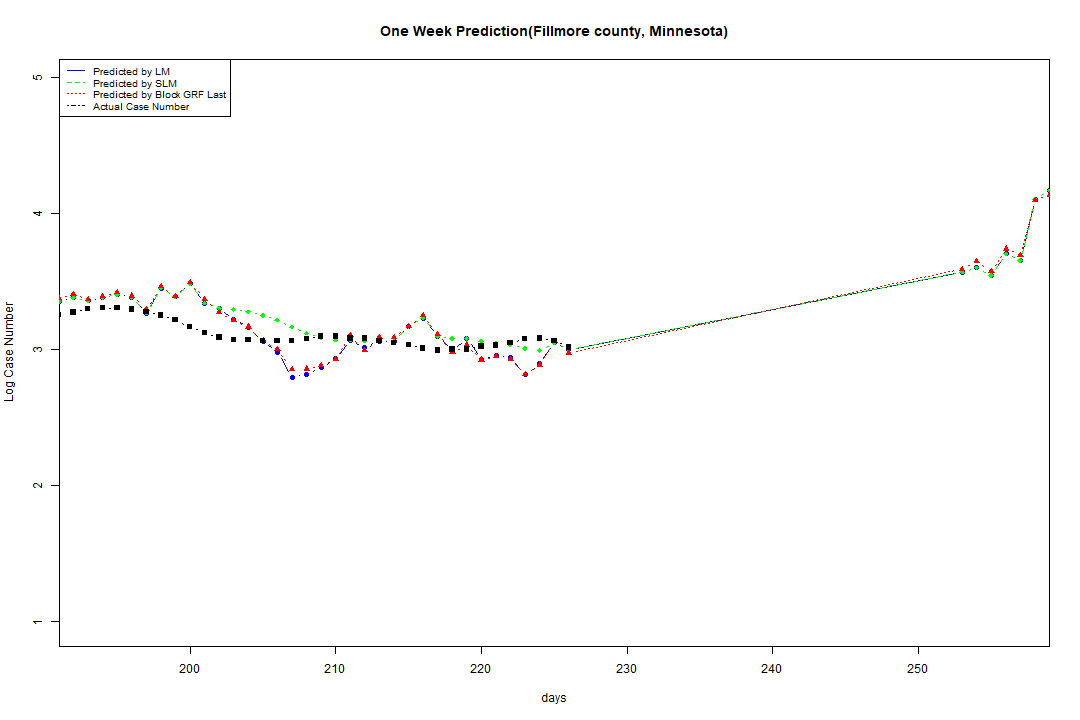 One Week Prediction(Fillmore county, Minnesota)
Predicted by LM
Predicted by SLM
Predicted by Block GRF Last
Actual Case Number
5
4
3
2
1
Log Case Number
200 210 220 230 240 250
days